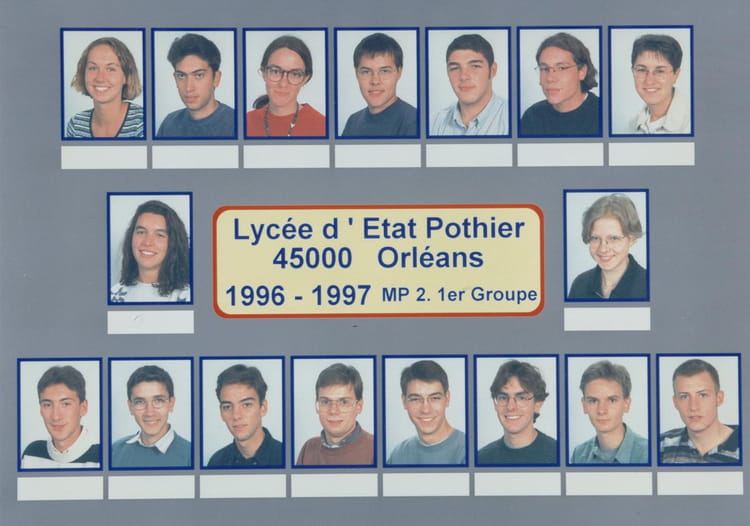 Lycée d ' Etat Pothier
45000 Orléans
1996 - 1997 MP 2. 1er Groupe